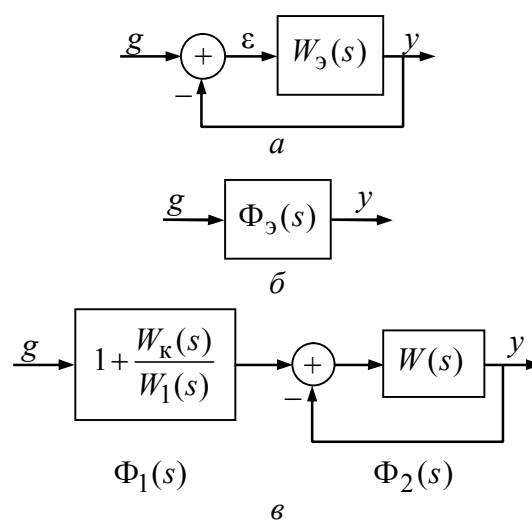 g + ε W_э(s) y
−
а
g Φ_э(s) y
б
g 1 + W_к(s)/W_1(s) + W(s) y
−
Φ_1(s) Φ_2(s)
в